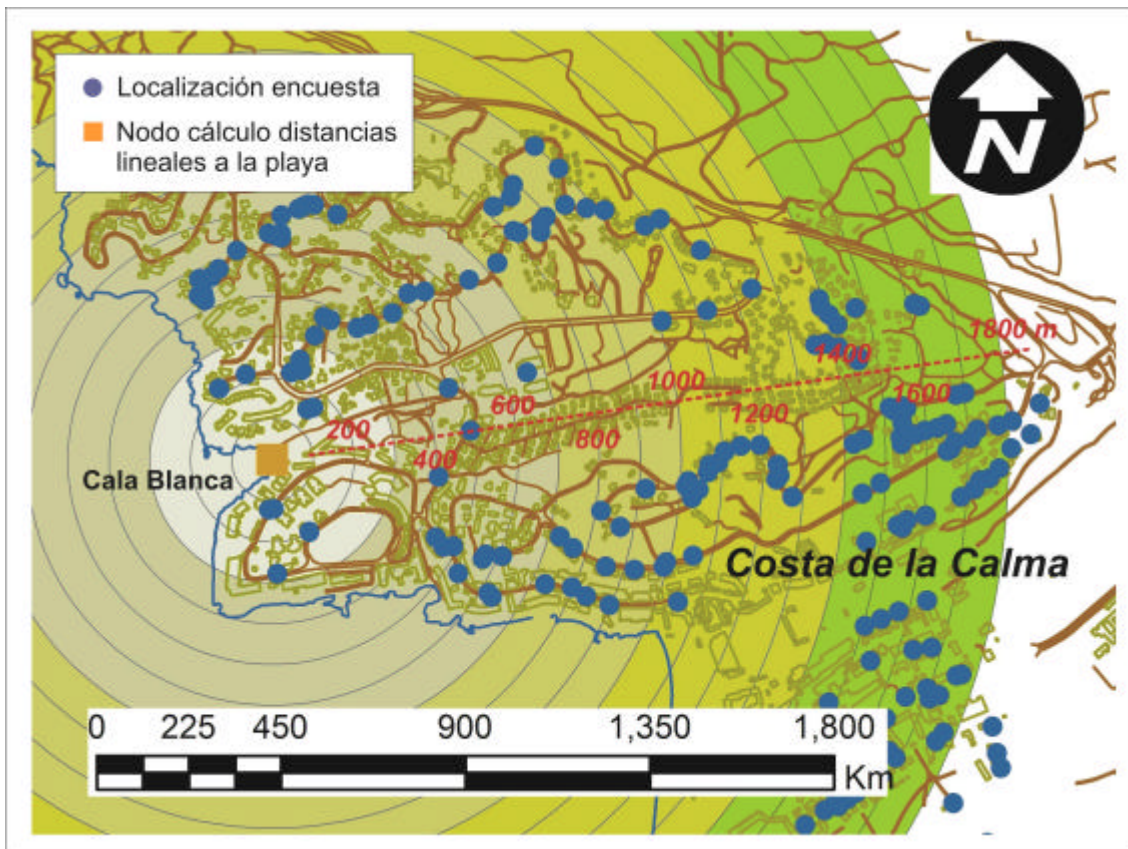 Localización encuesta
Nodo cálculo distancias
lineales a la playa
N
1800 m
1400
1000
1600
600
1200
200
800
400
Cala Blanca
Costa de la Calma
0 225 450 900 1,350 1,800
Km